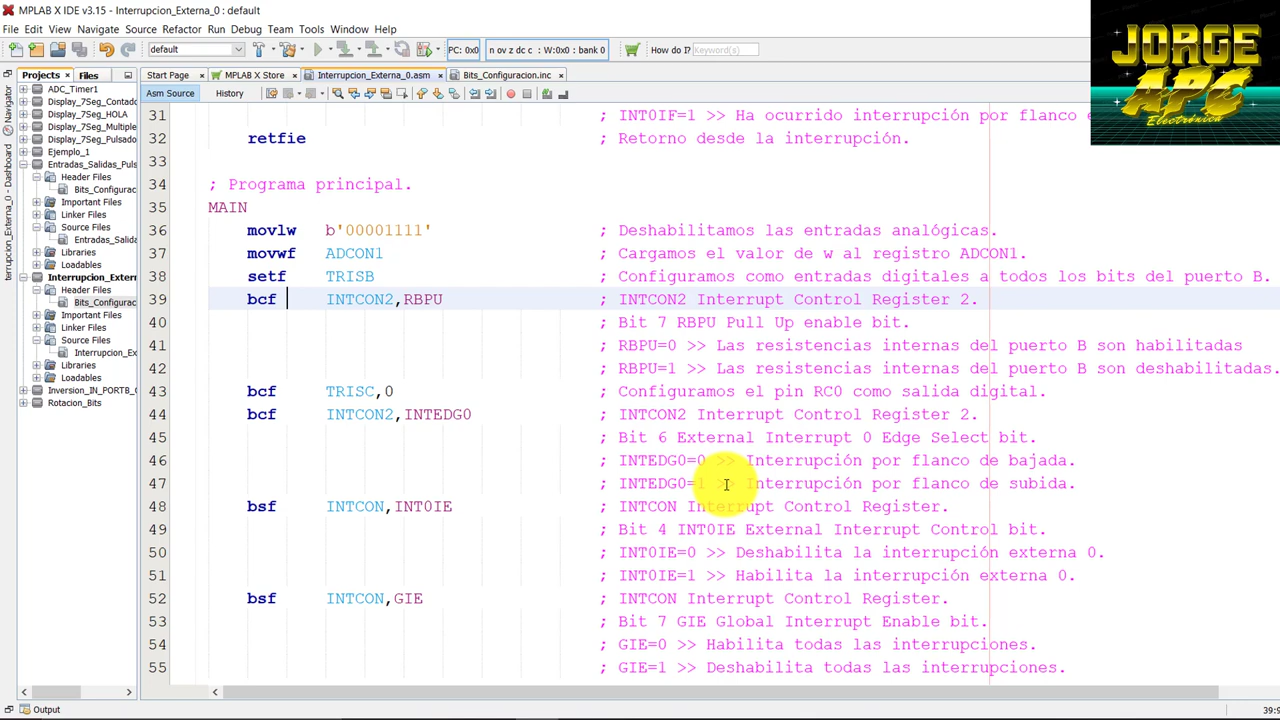 MPLAB X IDE v3.15 - Interrupcion_Externa_0 : default
File Edit View Navigate Source Refactor Run Debug Team Tools Window Help
default PC: 0x0 n ov z dc c : W:0x0 : bank 0 How do I? Keyword(s)
JORGE
APC
Electrónica
Projects × Files Start Page × MPLAB X Store × Interrupcion_Externa_0.asm × Bits_Configuracion.inc ×
Asm Source History
Navigator
Dashboard
terrupcion_Externa_0 -
ADC_Timer1
Display_7Seg_Contado
Display_7Seg_HOLA
Display_7Seg_Multiple
Display_7Seg_Pulsado
Ejemplo_1
Entradas_Salidas_Puls
Header Files
Bits_Configurac
Important Files
Linker Files
Source Files
Entradas_Salida
Libraries
Loadables
Interrupcion_Extern
Header Files
Bits_Configurac
Important Files
Linker Files
Source Files
Interrupcion_Ex
Libraries
Loadables
Inversion_IN_PORTB_O
Rotacion_Bits
31 ; INT0IF=1 >> Ha ocurrido interrupción por flanco
32 retfie ; Retorno desde la interrupción.
33
34 ; Programa principal.
35 MAIN
36 movlw b'00001111' ; Deshabilitamos las entradas analógicas.
37 movwf ADCON1 ; Cargamos el valor de w al registro ADCON1.
38 setf TRISB ; Configuramos como entradas digitales a todos los bits del puerto B.
39 bcf INTCON2,RBPU ; INTCON2 Interrupt Control Register 2.
40 ; Bit 7 RBPU Pull Up enable bit.
41 ; RBPU=0 >> Las resistencias internas del puerto B son habilitadas
42 ; RBPU=1 >> Las resistencias internas del puerto B son deshabilitadas.
43 bcf TRISC,0 ; Configuramos el pin RC0 como salida digital.
44 bcf INTCON2,INTEDG0 ; INTCON2 Interrupt Control Register 2.
45 ; Bit 6 External Interrupt 0 Edge Select bit.
46 ; INTEDG0=0 >> Interrupción por flanco de bajada.
47 ; INTEDG0=1 >> Interrupción por flanco de subida.
48 bsf INTCON,INT0IE ; INTCON Interrupt Control Register.
49 ; Bit 4 INT0IE External Interrupt Control bit.
50 ; INT0IE=0 >> Deshabilita la interrupción externa 0.
51 ; INT0IE=1 >> Habilita la interrupción externa 0.
52 bsf INTCON,GIE ; INTCON Interrupt Control Register.
53 ; Bit 7 GIE Global Interrupt Enable bit.
54 ; GIE=0 >> Habilita todas las interrupciones.
55 ; GIE=1 >> Deshabilita todas las interrupciones.
Output 39:9